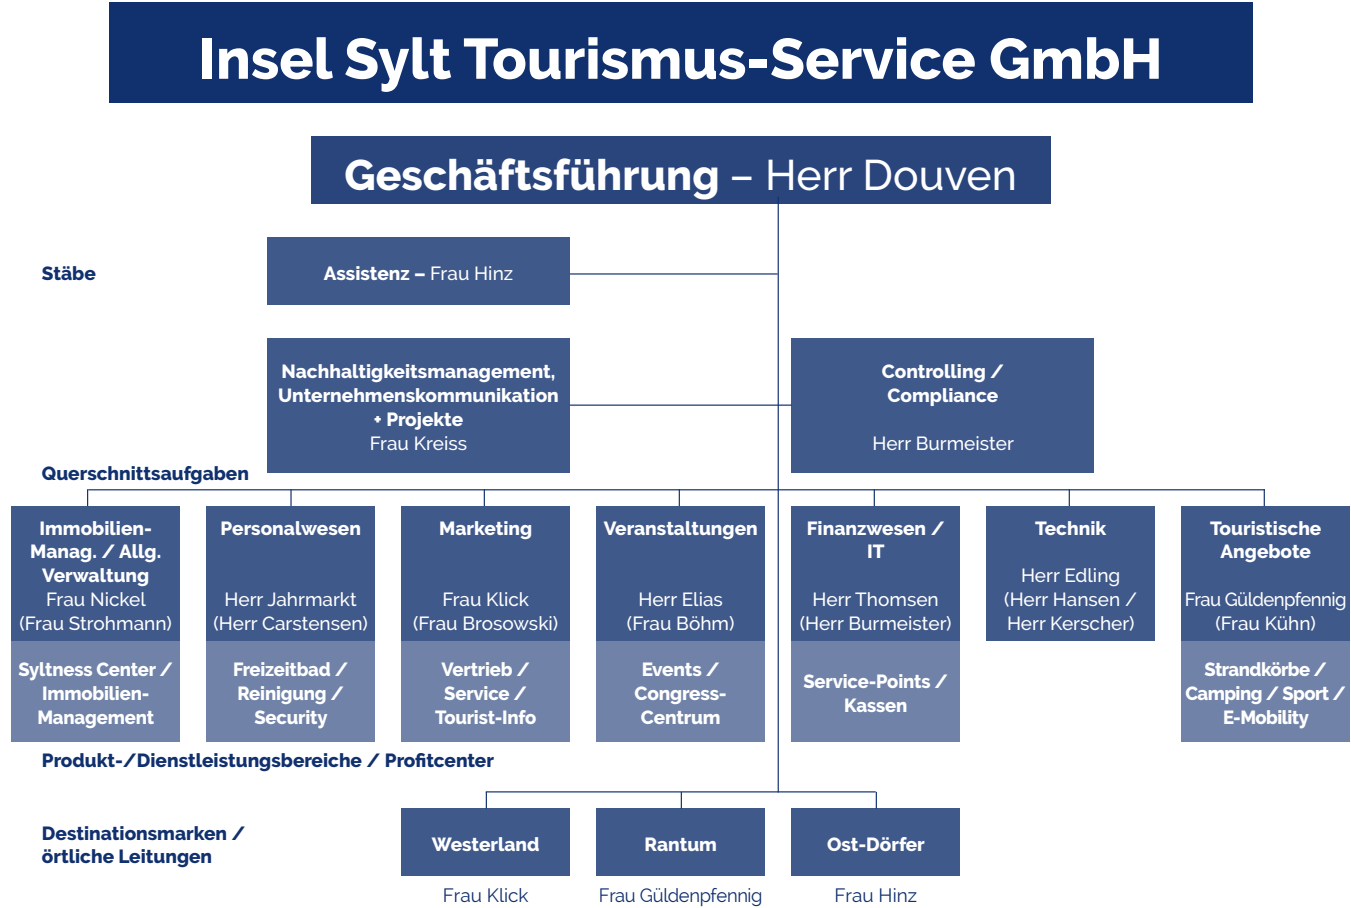 Insel Sylt Tourismus-Service GmbH
Geschäftsführung – Herr Douven
Stäbe
Assistenz – Frau Hinz
Nachhaltigkeitsmanagement,
Unternehmenskommunikation
+ Projekte
Frau Kreiss
Controlling /
Compliance
Herr Burmeister
Querschnittsaufgaben
Immobilien-
Manag. / Allg.
Verwaltung
Frau Nickel
(Frau Strohmann)
Personalwesen
Herr Jahrmarkt
(Herr Carstensen)
Marketing
Frau Klick
(Frau Brosowski)
Veranstaltungen
Herr Elias
(Frau Böhm)
Finanzwesen /
IT
Herr Thomsen
(Herr Burmeister)
Technik
Herr Edling
(Herr Hansen /
Herr Kerscher)
Touristische
Angebote
Frau Güldenpfennig
(Frau Kühn)
Syltness Center /
Immobilien-
Management
Freizeitbad /
Reinigung /
Security
Vertrieb /
Service /
Tourist-Info
Events /
Congress-
Centrum
Service-Points /
Kassen
Strandkörbe /
Camping / Sport /
E-Mobility
Produkt-/Dienstleistungsbereiche / Profitcenter
Destinationsmarken /
örtliche Leitungen
Westerland
Frau Klick
Rantum
Frau Güldenpfennig
Ost-Dörfer
Frau Hinz